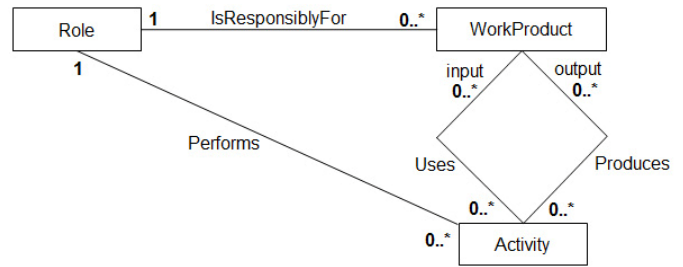 Role
1
IsResponsiblyFor
0..*
WorkProduct
1
input
0..*
output
0..*
Performs
Uses
Produces
0..*
0..*
0..*
Activity